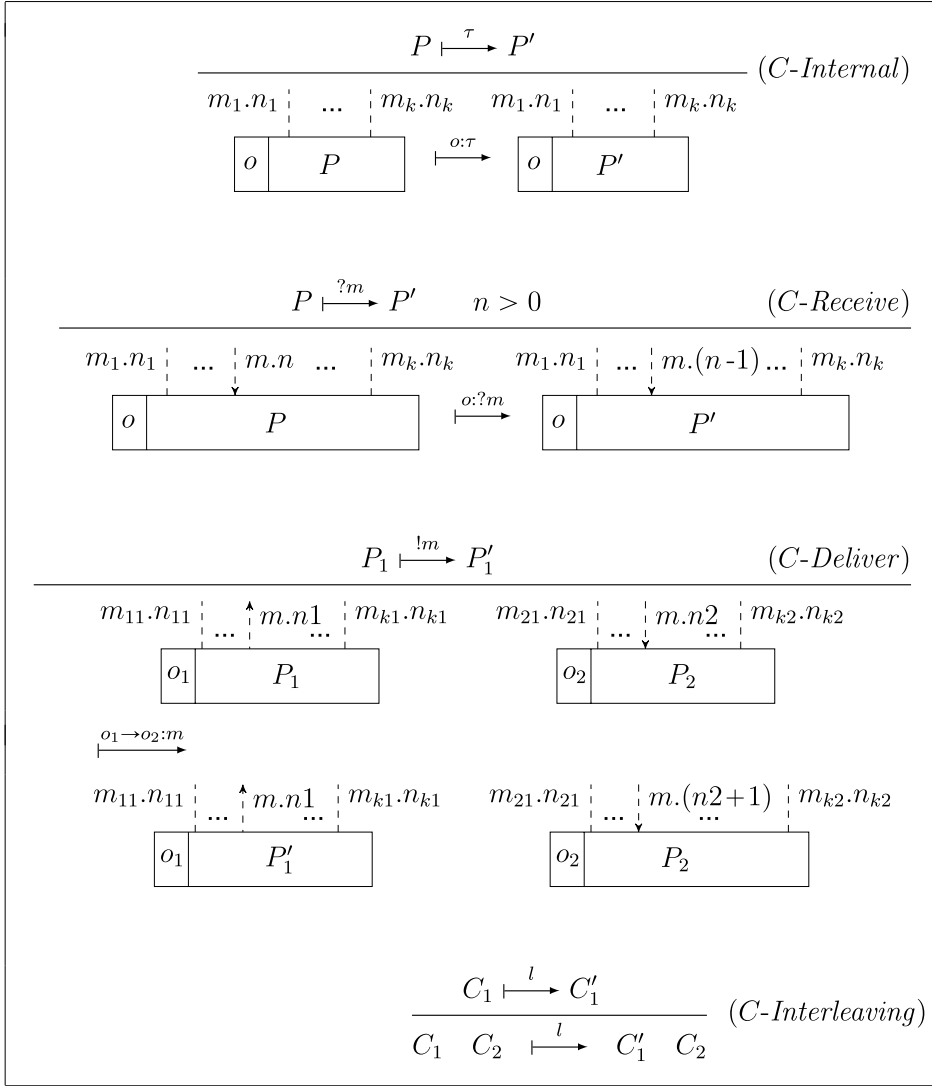 P ⊢τ→ P′
(C-Internal)
m₁.n₁ ... mₖ.nₖ m₁.n₁ ... mₖ.nₖ
o P ⊢o:τ→ o P′
P ⊢?m→ P′ n > 0 (C-Receive)
m₁.n₁ ... m.n ... mₖ.nₖ m₁.n₁ ... m.(n-1) ... mₖ.nₖ
o P ⊢o:?m→ o P′
P₁ ⊢!m→ P′₁ (C-Deliver)
m₁₁.n₁₁ ... m.n1 ... mₖ₁.nₖ₁ m₂₁.n₂₁ ... m.n2 ... mₖ₂.nₖ₂
o₁ P₁ o₂ P₂
⊢o₁→o₂:m→
m₁₁.n₁₁ ... m.n1 ... mₖ₁.nₖ₁ m₂₁.n₂₁ ... m.(n2+1) ... mₖ₂.nₖ₂
o₁ P′₁ o₂ P₂
C₁ ⊢l→ C′₁
(C-Interleaving)
C₁ C₂ ⊢l→ C′₁ C₂